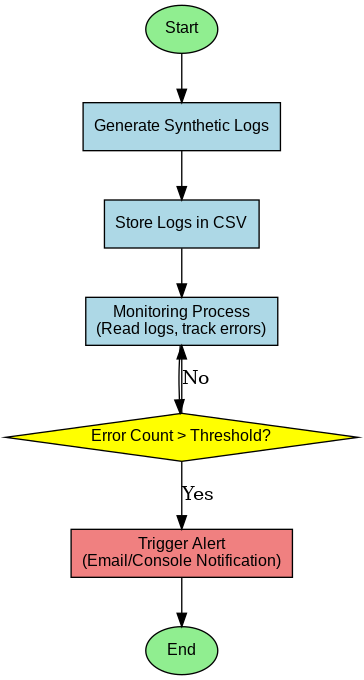 Start
Generate Synthetic Logs
Store Logs in CSV
Monitoring Process
(Read logs, track errors)
No
Error Count > Threshold?
Yes
Trigger Alert
(Email/Console Notification)
End